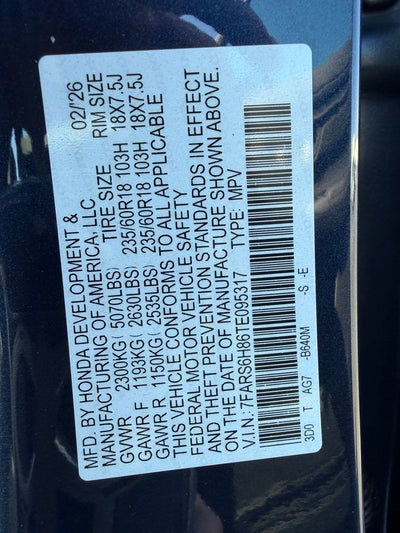 MFD. BY HONDA DEVELOPMENT & 02/'26
MANUFACTURING OF AMERICA, LLC
TIRE SIZE RIM SIZE
GVWR 2300KG( 5070LBS)
GAWR F 1193KG( 2630LBS) 235/60R18 103H 18X7.5J
GAWR R 1150KG( 2535LBS) 235/60R18 103H 18X7.5J
THIS VEHICLE CONFORMS TO ALL APPLICABLE
FEDERAL MOTOR VEHICLE SAFETY
AND THEFT PREVENTION STANDARDS IN EFFECT
ON THE DATE OF MANUFACTURE SHOWN ABOVE.
V.I.N.: 7FARS6H86TE095317 TYPE: MPV
3D0 T AG7 -B640M -S -E